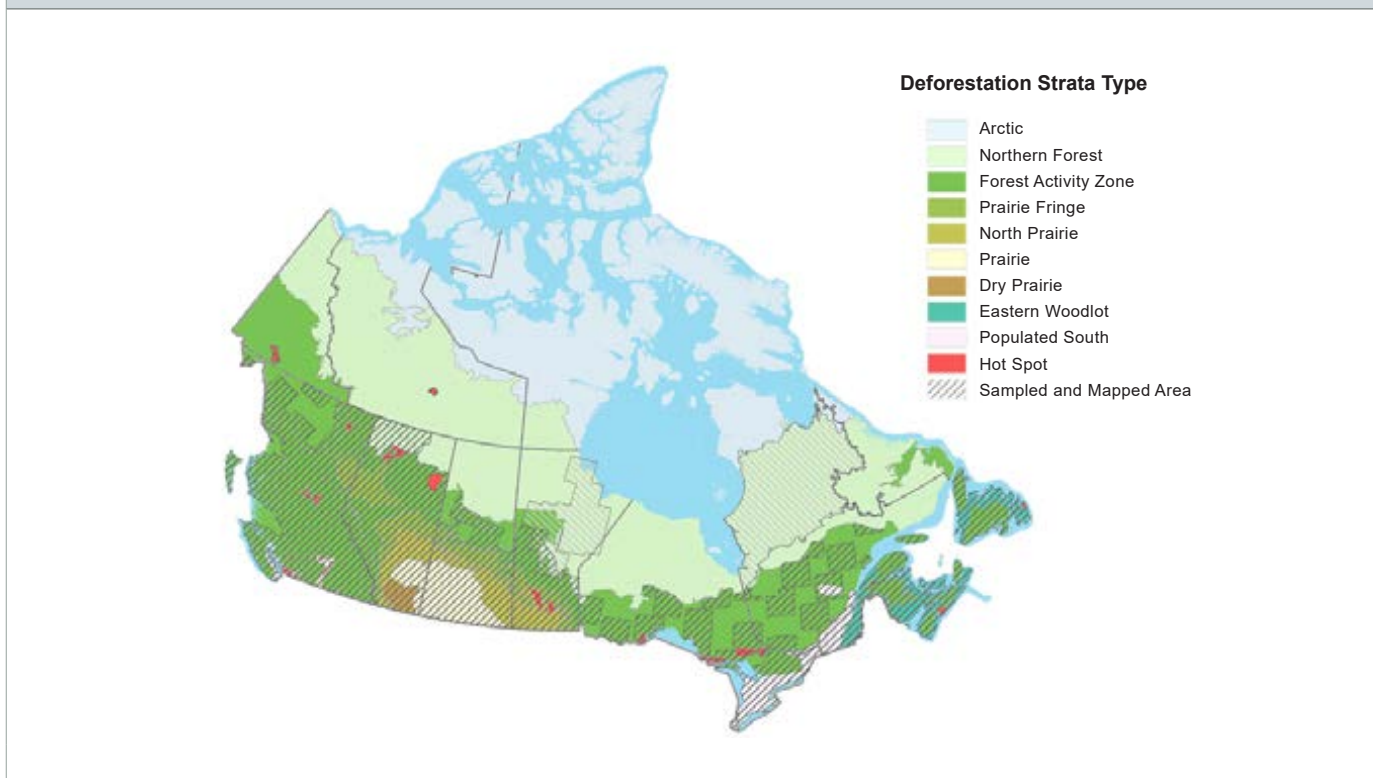 Deforestation Strata Type
Arctic
Northern Forest
Forest Activity Zone
Prairie Fringe
North Prairie
Prairie
Dry Prairie
Eastern Woodlot
Populated South
Hot Spot
Sampled and Mapped Area